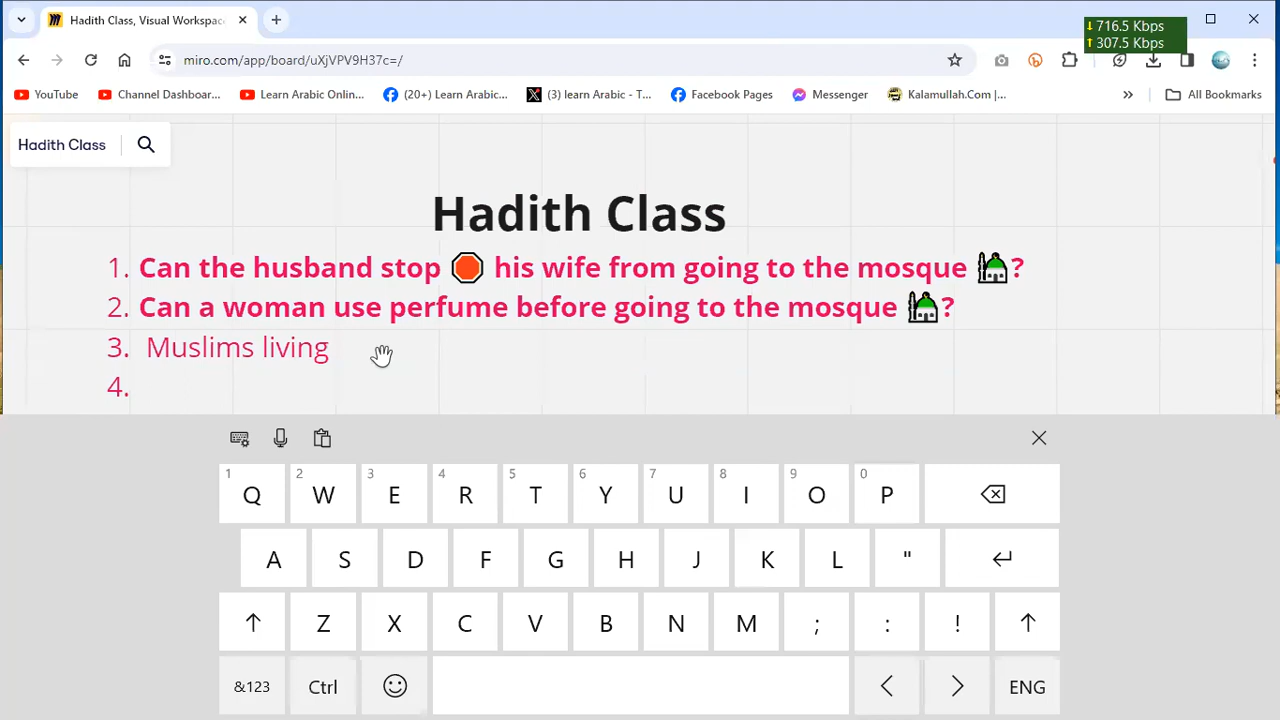 Hadith Class, Visual Workspac
↓ 716.5 Kbps
↑ 307.5 Kbps
miro.com/app/board/uXjVPV9H37c=/
YouTube
Channel Dashboar...
Learn Arabic Onlin...
(20+) Learn Arabic...
(3) learn Arabic - T...
Facebook Pages
Messenger
Kalamullah.Com |...
»
All Bookmarks
Hadith Class
Hadith Class
1. Can the husband stop 🛑 his wife from going to the mosque 🕌?
2. Can a woman use perfume before going to the mosque 🕌?
3. Muslims living
4.
1 Q 2 W 3 E 4 R 5 T 6 Y 7 U 8 I 9 O 0 P
A S D F G H J K L "
Z X C V B N M ; : !
&123 Ctrl ENG